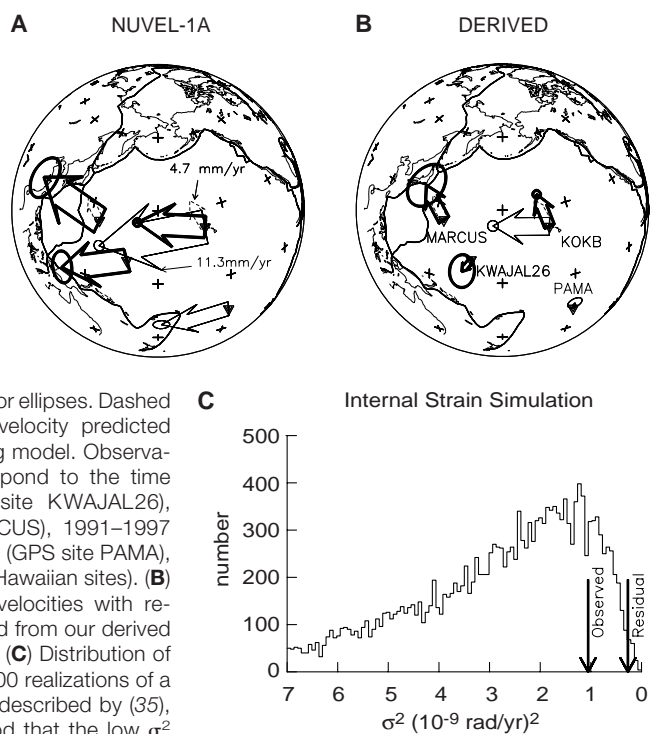 A NUVEL-1A
B DERIVED
4.7 mm/yr
11.3mm/yr
MARCUS
KOKB
KWAJAL26
PAMA
or ellipses. Dashed
velocity predicted
g model. Observa-
pond to the time
site KWAJAL26),
CUS), 1991–1997
(GPS site PAMA),
Hawaiian sites). (B)
velocities with re-
d from our derived
(C) Distribution of
00 realizations of a
described by (35),
od that the low σ²
C Internal Strain Simulation
500
400
300
200
100
0
number
Observed
Residual
7 6 5 4 3 2 1 0
σ² (10⁻⁹ rad/yr)²